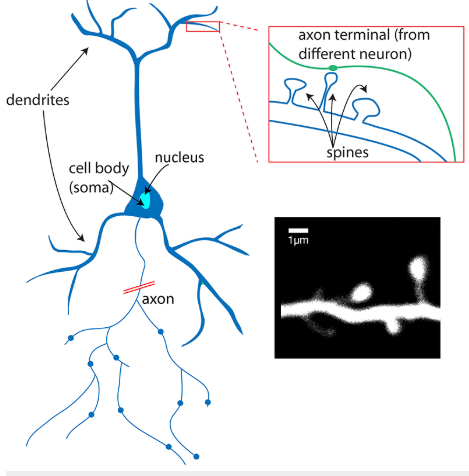 axon terminal (from
different neuron)
dendrites
nucleus
cell body
(soma)
spines
1μm
axon